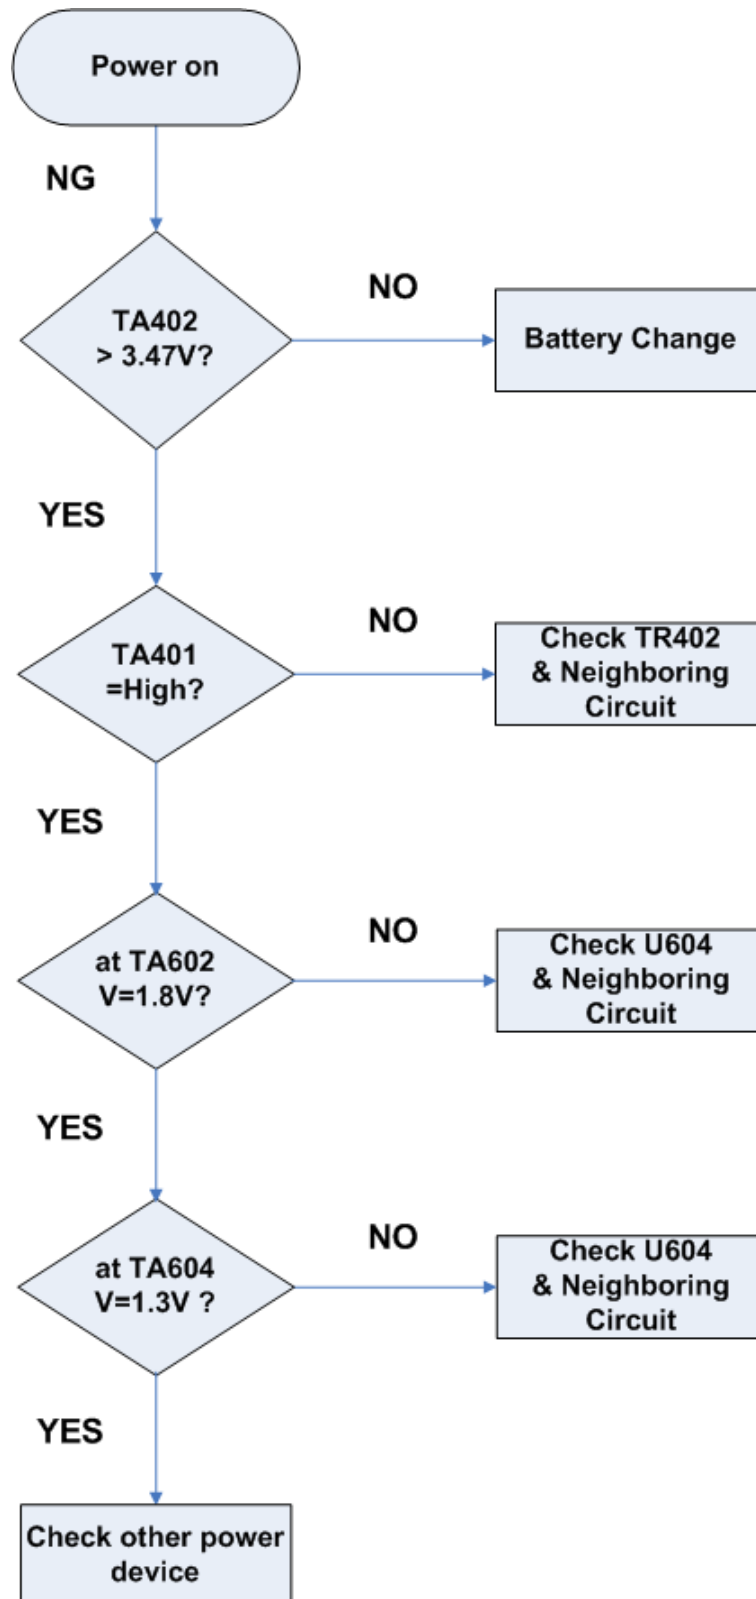 Power on
NG
TA402
> 3.47V?
NO
Battery Change
YES
TA401
=High?
NO
Check TR402
& Neighboring
Circuit
YES
at TA602
V=1.8V?
NO
Check U604
& Neighboring
Circuit
YES
at TA604
V=1.3V ?
NO
Check U604
& Neighboring
Circuit
YES
Check other power
device